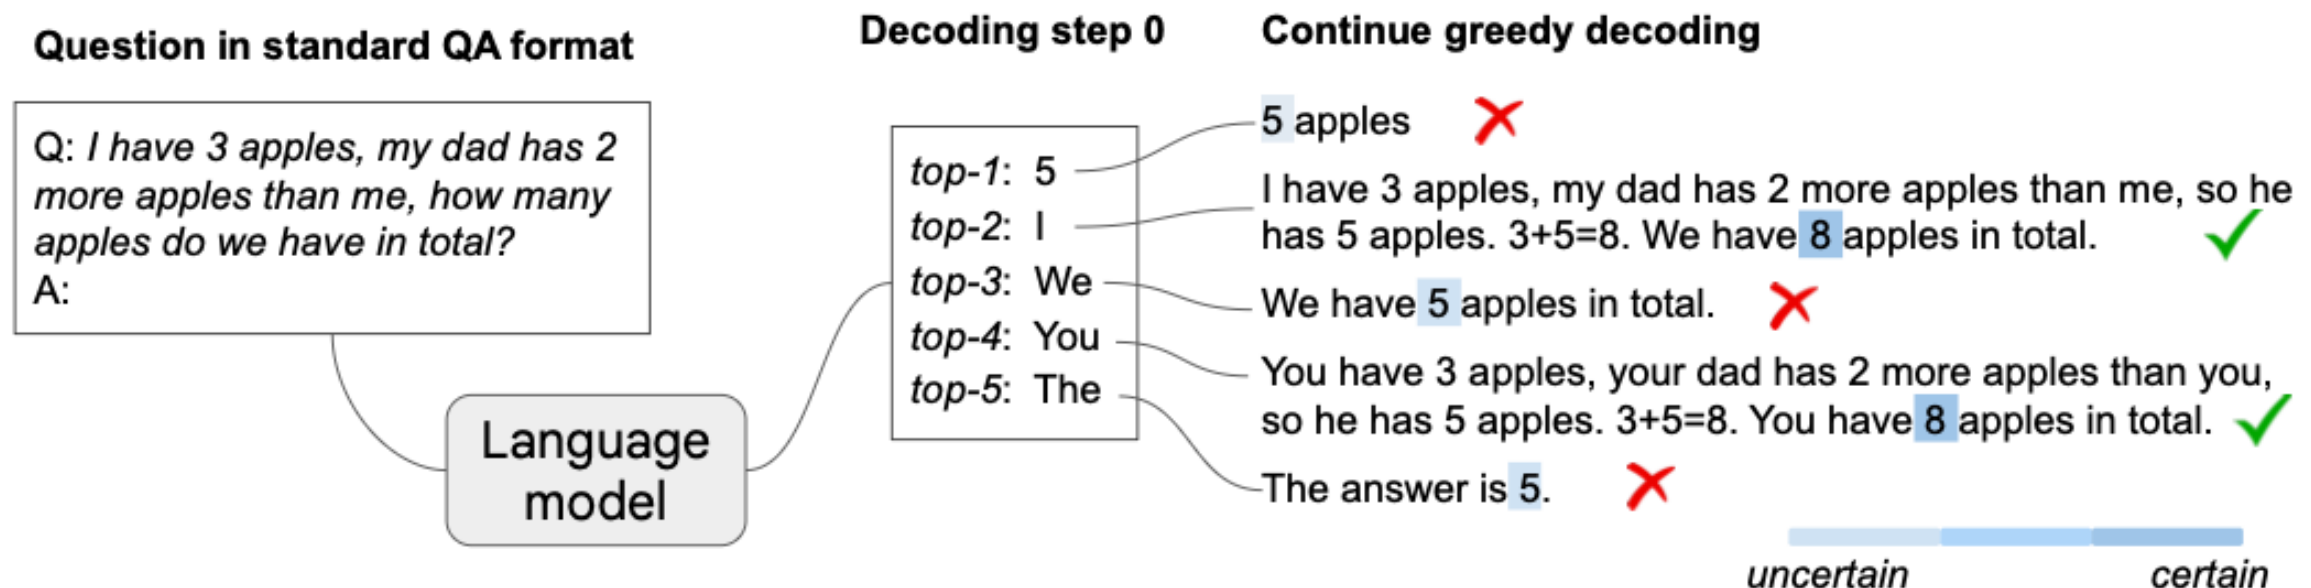 Question in standard QA format
Q: I have 3 apples, my dad has 2
more apples than me, how many
apples do we have in total?
A:
Language
model
Decoding step 0
top-1: 5
top-2: I
top-3: We
top-4: You
top-5: The
Continue greedy decoding
5 apples
I have 3 apples, my dad has 2 more apples than me, so he
has 5 apples. 3+5=8. We have 8 apples in total.
We have 5 apples in total.
You have 3 apples, your dad has 2 more apples than you,
so he has 5 apples. 3+5=8. You have 8 apples in total.
The answer is 5.
uncertain certain